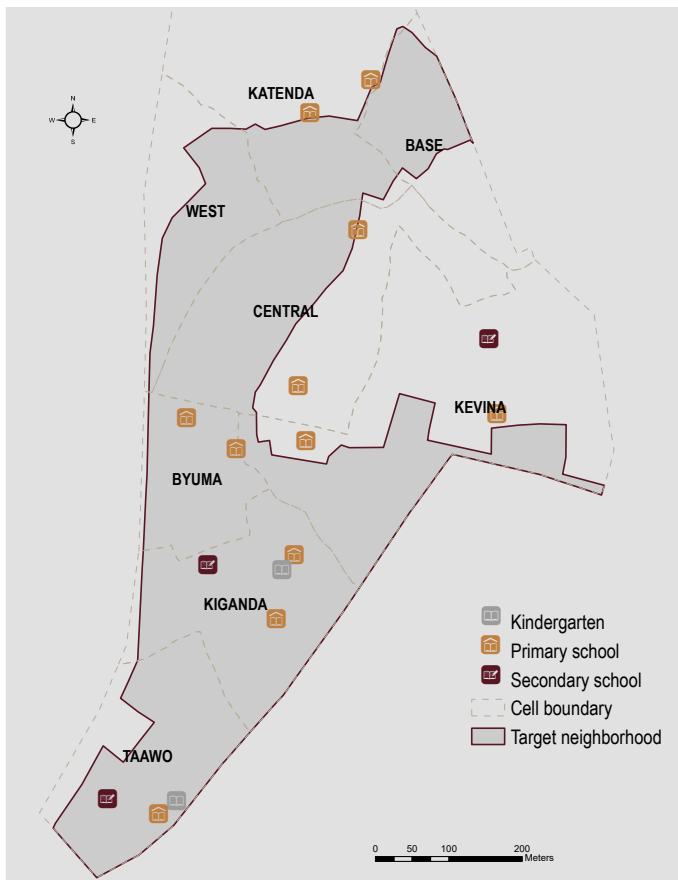 KATENDA
N
W E
S
BASE
WEST
CENTRAL
KEVINA
BYUMA
KIGANDA
Kindergarten
Primary school
Secondary school
Cell boundary
Target neighborhood
TAAWO
0 50 100 200
Meters